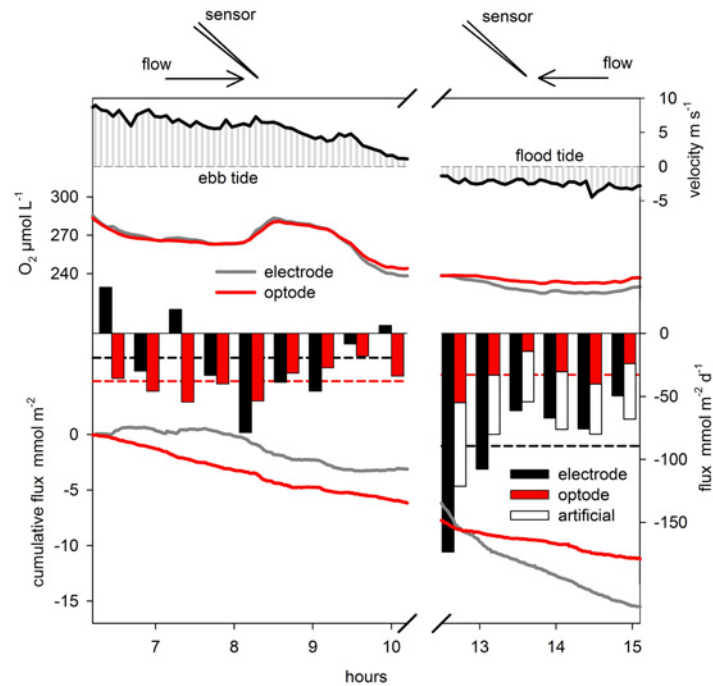 sensor
sensor
flow
flow
10
5
0
-5
velocity m s⁻¹
ebb tide
flood tide
300
270
240
O₂ µmol L⁻¹
electrode
optode
0
-50
-100
-150
flux mmol m⁻² d⁻¹
0
-5
-10
-15
cumulative flux mmol m⁻²
electrode
optode
artificial
7
8
9
10
13
14
15
hours